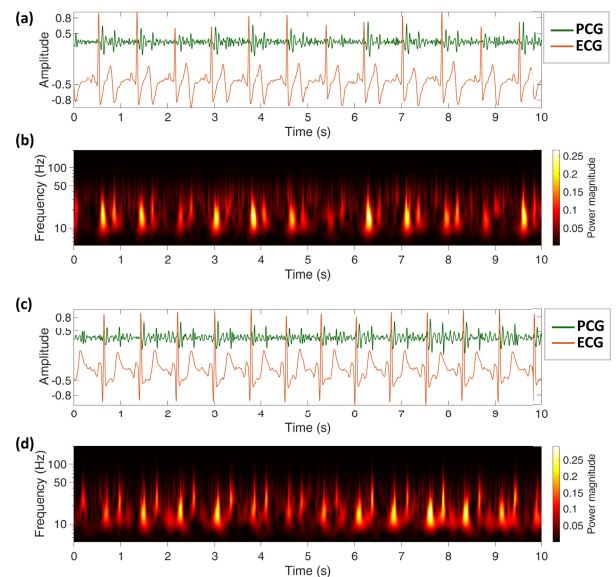 (a)
0.8
0.5
-0.5
-0.8
Amplitude
0 1 2 3 4 5 6 7 8 9 10
Time (s)
PCG
ECG
(b)
100
50
10
Frequency (Hz)
0 1 2 3 4 5 6 7 8 9 10
Time (s)
0.25
0.2
0.15
0.1
0.05
Power magnitude
(c)
0.8
0.5
-0.5
-0.8
Amplitude
0 1 2 3 4 5 6 7 8 9 10
Time (s)
PCG
ECG
(d)
100
50
10
Frequency (Hz)
0 1 2 3 4 5 6 7 8 9 10
Time (s)
0.25
0.2
0.15
0.1
0.05
Power magnitude